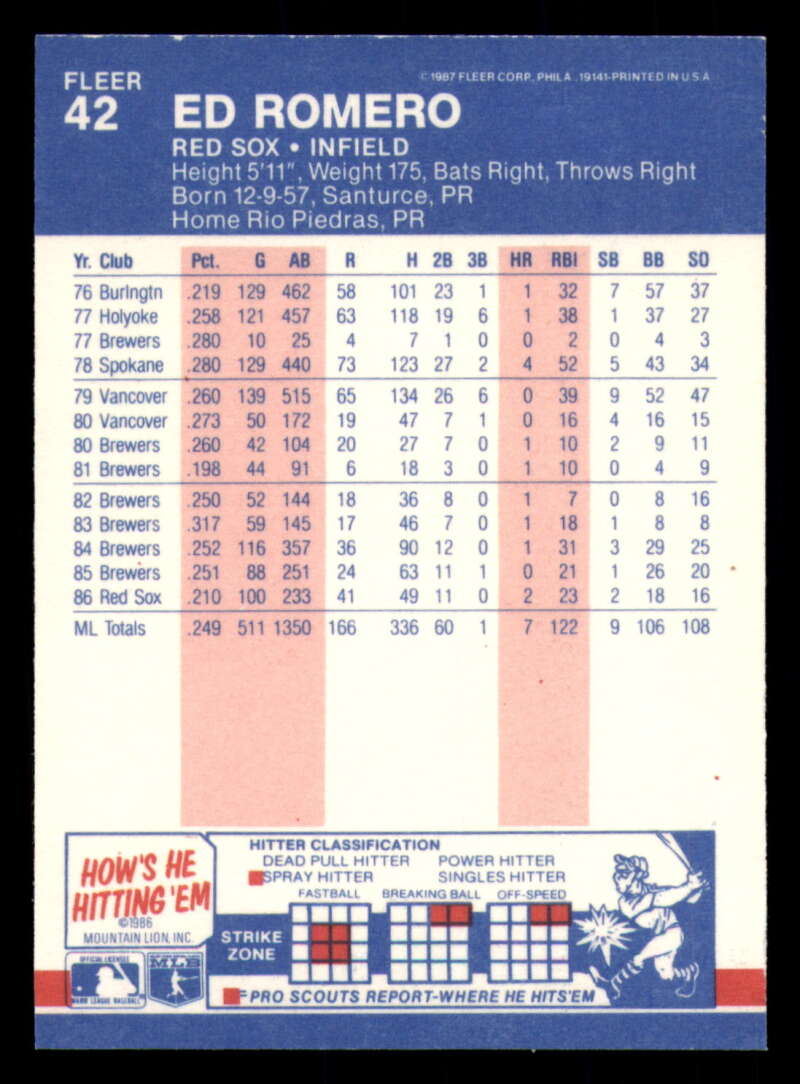 FLEER
42
© 1987 FLEER CORP. PHILA. 19141-PRINTED IN U.S.A
ED ROMERO
RED SOX • INFIELD
Height 5'11", Weight 175, Bats Right, Throws Right
Born 12-9-57, Santurce, PR
Home Rio Piedras, PR
Yr. Club Pct. G AB R H 2B 3B HR RBI SB BB SO
76 Burlngtn .219 129 462 58 101 23 1 1 32 7 57 37
77 Holyoke .258 121 457 63 118 19 6 1 38 1 37 27
77 Brewers .280 10 25 4 7 1 0 0 2 0 4 3
78 Spokane .280 129 440 73 123 27 2 4 52 5 43 34
79 Vancover .260 139 515 65 134 26 6 0 39 9 52 47
80 Vancover .273 50 172 19 47 7 1 0 16 4 16 15
80 Brewers .260 42 104 20 27 7 0 1 10 2 9 11
81 Brewers .198 44 91 6 18 3 0 1 10 0 4 9
82 Brewers .250 52 144 18 36 8 0 1 7 0 8 16
83 Brewers .317 59 145 17 46 7 0 1 18 1 8 8
84 Brewers .252 116 357 36 90 12 0 1 31 3 29 25
85 Brewers .251 88 251 24 63 11 1 0 21 1 26 20
86 Red Sox .210 100 233 41 49 11 0 2 23 2 18 16
ML Totals .249 511 1350 166 336 60 1 7 122 9 106 108
HOW'S HE
HITTING 'EM
©1986
MOUNTAIN LION, INC.
OFFICIAL LICENSEE
MAJOR LEAGUE BASEBALL
MLB
HITTER CLASSIFICATION
DEAD PULL HITTER POWER HITTER
SPRAY HITTER SINGLES HITTER
FASTBALL BREAKING BALL OFF-SPEED
STRIKE
ZONE
=PRO SCOUTS REPORT-WHERE HE HITS'EM